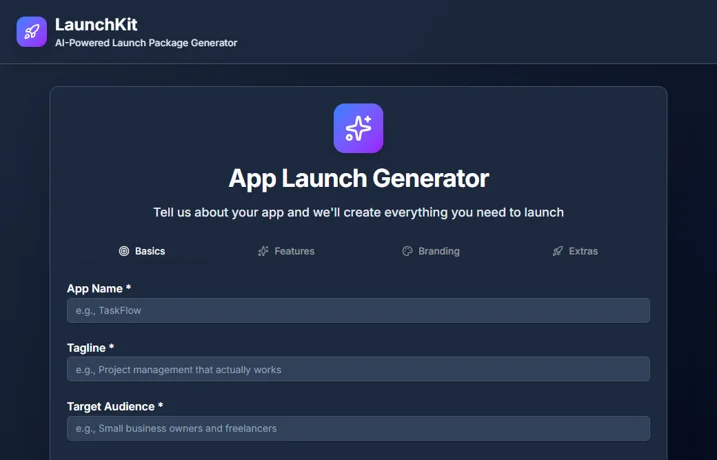 LaunchKit
AI-Powered Launch Package Generator
App Launch Generator
Tell us about your app and we'll create everything you need to launch
Basics
Features
Branding
Extras
App Name *
e.g., TaskFlow
Tagline *
e.g., Project management that actually works
Target Audience *
e.g., Small business owners and freelancers